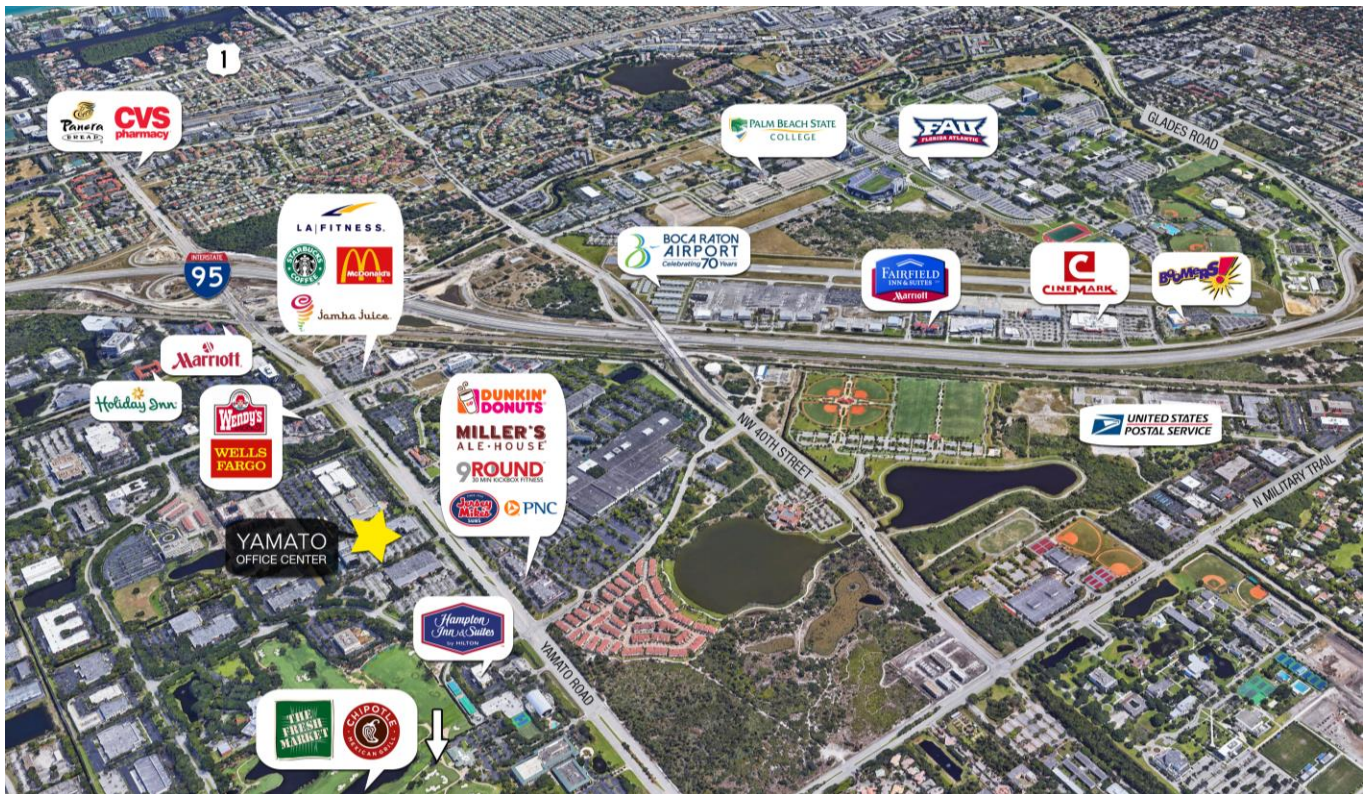 1
Panera
BREAD
CVS
pharmacy
PALM BEACH STATE
COLLEGE
FAU
FLORIDA ATLANTIC
GLADES ROAD
LA|FITNESS.
STARBUCKS
COFFEE
McDonald's
Jamba Juice
INTERSTATE
95
BOCA RATON
AIRPORT
Celebrating 70 Years
FAIRFIELD
INN & SUITES
Marriott
C
CINEMARK
BOOMERS!
Marriott
Holiday Inn
WENDY'S
WELLS
FARGO
DUNKIN'
DONUTS
MILLER'S
ALE·HOUSE
9ROUND
30 MIN KICKBOX FITNESS
Jersey
Mike's
SUBS
PNC
NW 40TH STREET
UNITED STATES
POSTAL SERVICE
N MILITARY TRAIL
YAMATO
OFFICE CENTER
Hampton
Inn & Suites
by HILTON
YAMATO ROAD
THE
FRESH
MARKET
CHIPOTLE
MEXICAN GRILL